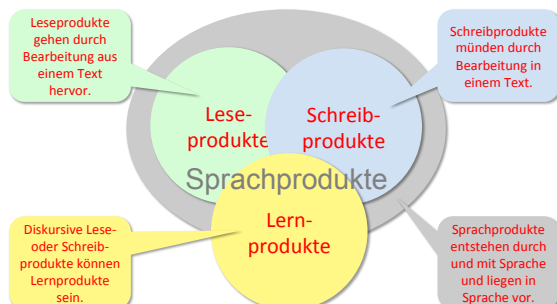 Leseprodukte
gehen durch
Bearbeitung aus
einem Text
hervor.
Schreibprodukte
münden durch
Bearbeitung in
einem Text.
Lese-
produkte
Schreib-
produkte
Sprachprodukte
Lern-
produkte
Diskursive Lese-
oder Schreib-
produkte können
Lernprodukte
sein.
Sprachprodukte
entstehen durch
und mit Sprache
und liegen in
Sprache vor.